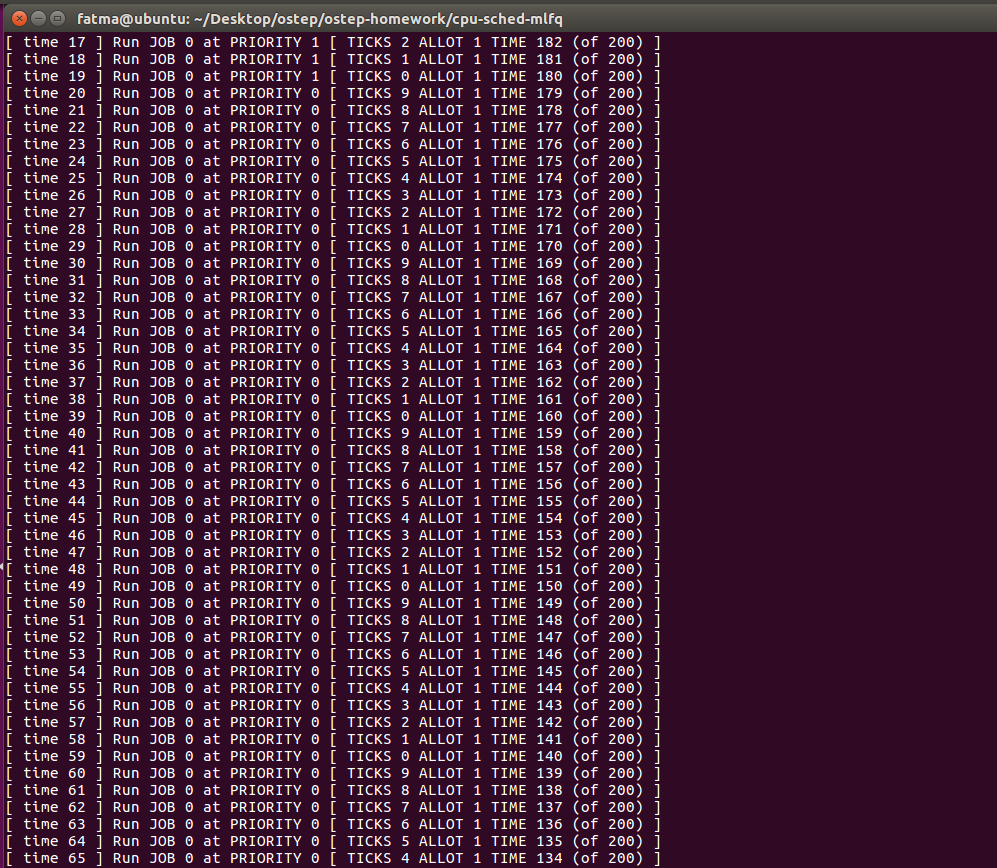 fatma@ubuntu: ~/Desktop/ostep/ostep-homework/cpu-sched-mlfq
[ time 17 ] Run JOB 0 at PRIORITY 1 [ TICKS 2 ALLOT 1 TIME 182 (of 200) ]
[ time 18 ] Run JOB 0 at PRIORITY 1 [ TICKS 1 ALLOT 1 TIME 181 (of 200) ]
[ time 19 ] Run JOB 0 at PRIORITY 1 [ TICKS 0 ALLOT 1 TIME 180 (of 200) ]
[ time 20 ] Run JOB 0 at PRIORITY 0 [ TICKS 9 ALLOT 1 TIME 179 (of 200) ]
[ time 21 ] Run JOB 0 at PRIORITY 0 [ TICKS 8 ALLOT 1 TIME 178 (of 200) ]
[ time 22 ] Run JOB 0 at PRIORITY 0 [ TICKS 7 ALLOT 1 TIME 177 (of 200) ]
[ time 23 ] Run JOB 0 at PRIORITY 0 [ TICKS 6 ALLOT 1 TIME 176 (of 200) ]
[ time 24 ] Run JOB 0 at PRIORITY 0 [ TICKS 5 ALLOT 1 TIME 175 (of 200) ]
[ time 25 ] Run JOB 0 at PRIORITY 0 [ TICKS 4 ALLOT 1 TIME 174 (of 200) ]
[ time 26 ] Run JOB 0 at PRIORITY 0 [ TICKS 3 ALLOT 1 TIME 173 (of 200) ]
[ time 27 ] Run JOB 0 at PRIORITY 0 [ TICKS 2 ALLOT 1 TIME 172 (of 200) ]
[ time 28 ] Run JOB 0 at PRIORITY 0 [ TICKS 1 ALLOT 1 TIME 171 (of 200) ]
[ time 29 ] Run JOB 0 at PRIORITY 0 [ TICKS 0 ALLOT 1 TIME 170 (of 200) ]
[ time 30 ] Run JOB 0 at PRIORITY 0 [ TICKS 9 ALLOT 1 TIME 169 (of 200) ]
[ time 31 ] Run JOB 0 at PRIORITY 0 [ TICKS 8 ALLOT 1 TIME 168 (of 200) ]
[ time 32 ] Run JOB 0 at PRIORITY 0 [ TICKS 7 ALLOT 1 TIME 167 (of 200) ]
[ time 33 ] Run JOB 0 at PRIORITY 0 [ TICKS 6 ALLOT 1 TIME 166 (of 200) ]
[ time 34 ] Run JOB 0 at PRIORITY 0 [ TICKS 5 ALLOT 1 TIME 165 (of 200) ]
[ time 35 ] Run JOB 0 at PRIORITY 0 [ TICKS 4 ALLOT 1 TIME 164 (of 200) ]
[ time 36 ] Run JOB 0 at PRIORITY 0 [ TICKS 3 ALLOT 1 TIME 163 (of 200) ]
[ time 37 ] Run JOB 0 at PRIORITY 0 [ TICKS 2 ALLOT 1 TIME 162 (of 200) ]
[ time 38 ] Run JOB 0 at PRIORITY 0 [ TICKS 1 ALLOT 1 TIME 161 (of 200) ]
[ time 39 ] Run JOB 0 at PRIORITY 0 [ TICKS 0 ALLOT 1 TIME 160 (of 200) ]
[ time 40 ] Run JOB 0 at PRIORITY 0 [ TICKS 9 ALLOT 1 TIME 159 (of 200) ]
[ time 41 ] Run JOB 0 at PRIORITY 0 [ TICKS 8 ALLOT 1 TIME 158 (of 200) ]
[ time 42 ] Run JOB 0 at PRIORITY 0 [ TICKS 7 ALLOT 1 TIME 157 (of 200) ]
[ time 43 ] Run JOB 0 at PRIORITY 0 [ TICKS 6 ALLOT 1 TIME 156 (of 200) ]
[ time 44 ] Run JOB 0 at PRIORITY 0 [ TICKS 5 ALLOT 1 TIME 155 (of 200) ]
[ time 45 ] Run JOB 0 at PRIORITY 0 [ TICKS 4 ALLOT 1 TIME 154 (of 200) ]
[ time 46 ] Run JOB 0 at PRIORITY 0 [ TICKS 3 ALLOT 1 TIME 153 (of 200) ]
[ time 47 ] Run JOB 0 at PRIORITY 0 [ TICKS 2 ALLOT 1 TIME 152 (of 200) ]
[ time 48 ] Run JOB 0 at PRIORITY 0 [ TICKS 1 ALLOT 1 TIME 151 (of 200) ]
[ time 49 ] Run JOB 0 at PRIORITY 0 [ TICKS 0 ALLOT 1 TIME 150 (of 200) ]
[ time 50 ] Run JOB 0 at PRIORITY 0 [ TICKS 9 ALLOT 1 TIME 149 (of 200) ]
[ time 51 ] Run JOB 0 at PRIORITY 0 [ TICKS 8 ALLOT 1 TIME 148 (of 200) ]
[ time 52 ] Run JOB 0 at PRIORITY 0 [ TICKS 7 ALLOT 1 TIME 147 (of 200) ]
[ time 53 ] Run JOB 0 at PRIORITY 0 [ TICKS 6 ALLOT 1 TIME 146 (of 200) ]
[ time 54 ] Run JOB 0 at PRIORITY 0 [ TICKS 5 ALLOT 1 TIME 145 (of 200) ]
[ time 55 ] Run JOB 0 at PRIORITY 0 [ TICKS 4 ALLOT 1 TIME 144 (of 200) ]
[ time 56 ] Run JOB 0 at PRIORITY 0 [ TICKS 3 ALLOT 1 TIME 143 (of 200) ]
[ time 57 ] Run JOB 0 at PRIORITY 0 [ TICKS 2 ALLOT 1 TIME 142 (of 200) ]
[ time 58 ] Run JOB 0 at PRIORITY 0 [ TICKS 1 ALLOT 1 TIME 141 (of 200) ]
[ time 59 ] Run JOB 0 at PRIORITY 0 [ TICKS 0 ALLOT 1 TIME 140 (of 200) ]
[ time 60 ] Run JOB 0 at PRIORITY 0 [ TICKS 9 ALLOT 1 TIME 139 (of 200) ]
[ time 61 ] Run JOB 0 at PRIORITY 0 [ TICKS 8 ALLOT 1 TIME 138 (of 200) ]
[ time 62 ] Run JOB 0 at PRIORITY 0 [ TICKS 7 ALLOT 1 TIME 137 (of 200) ]
[ time 63 ] Run JOB 0 at PRIORITY 0 [ TICKS 6 ALLOT 1 TIME 136 (of 200) ]
[ time 64 ] Run JOB 0 at PRIORITY 0 [ TICKS 5 ALLOT 1 TIME 135 (of 200) ]
[ time 65 ] Run JOB 0 at PRIORITY 0 [ TICKS 4 ALLOT 1 TIME 134 (of 200) ]